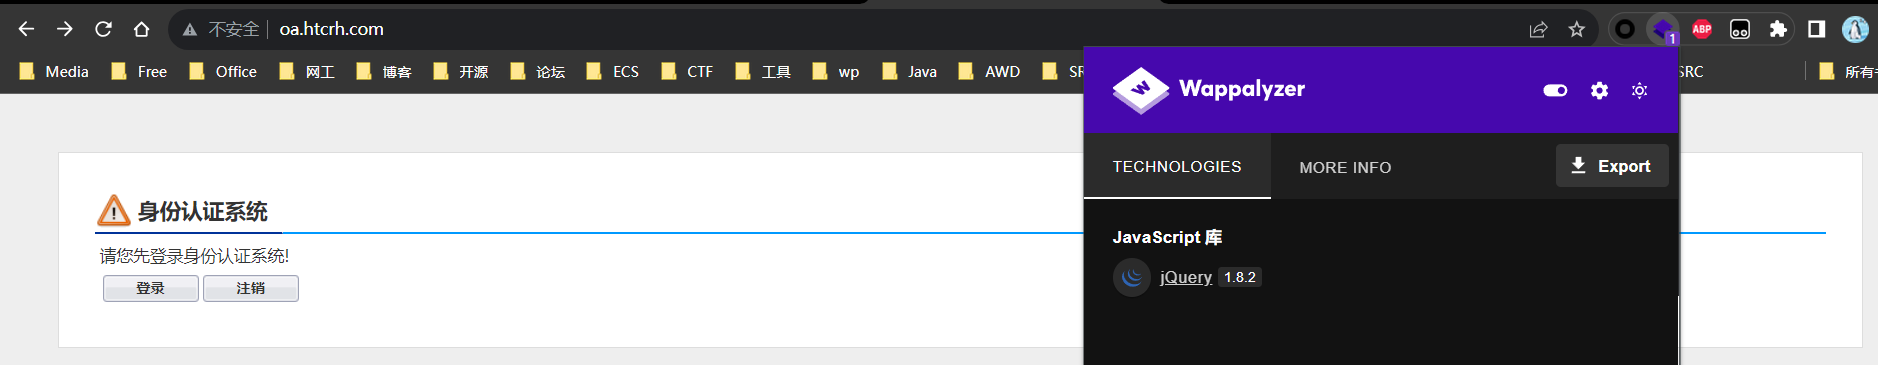 不安全 oa.htcrh.com
1
ABP
Media Free Office 网工 博客 开源 论坛 ECS CTF 工具 wp Java AWD SRC 所有
Wappalyzer
TECHNOLOGIES MORE INFO Export
身份认证系统
请您先登录身份认证系统!
登录 注销
JavaScript 库
jQuery 1.8.2